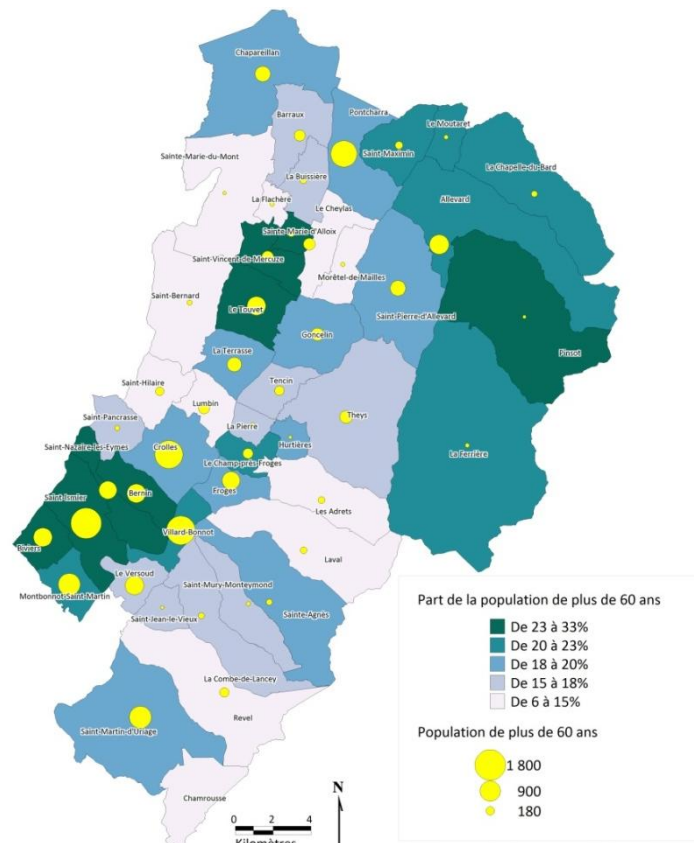 Chapareillan
Barraux
Pontcharra
Le Moutaret
Saint-Maximin
Sainte-Marie-du-Mont
La Chapelle-du-Bard
La Buissière
La Flachère
Le Cheylas
Allevard
Sainte-Marie d'Alloix
Saint-Vincent-de-Mercuze
Morêtel-de-Mailles
Saint-Bernard
Le Touvet
Saint-Pierre-d'Allevard
Goncelin
La Terrasse
Pinsot
Saint-Hilaire
Tencin
Lumbin
Saint-Pancrasse
La Pierre
Theys
Saint-Nazaire-les-Eymes
Crolles
Hurtières
La Ferrière
Le Champ-près Froges
Saint-Ismier
Bernin
Froges
Les Adrets
Villard-Bonnot
Biviers
Laval
Le Versoud
Saint-Mury-Monteymond
Montbonnot-Saint-Martin
Saint-Jean-le-Vieux
Sainte-Agnès
La Combe-de-Lancey
Revel
Saint-Martin-d'Uriage
Chamrousse
Part de la population de plus de 60 ans
De 23 à 33%
De 20 à 23%
De 18 à 20%
De 15 à 18%
De 6 à 15%
Population de plus de 60 ans
1 800
900
180
N
0 2 4
Kilomètres